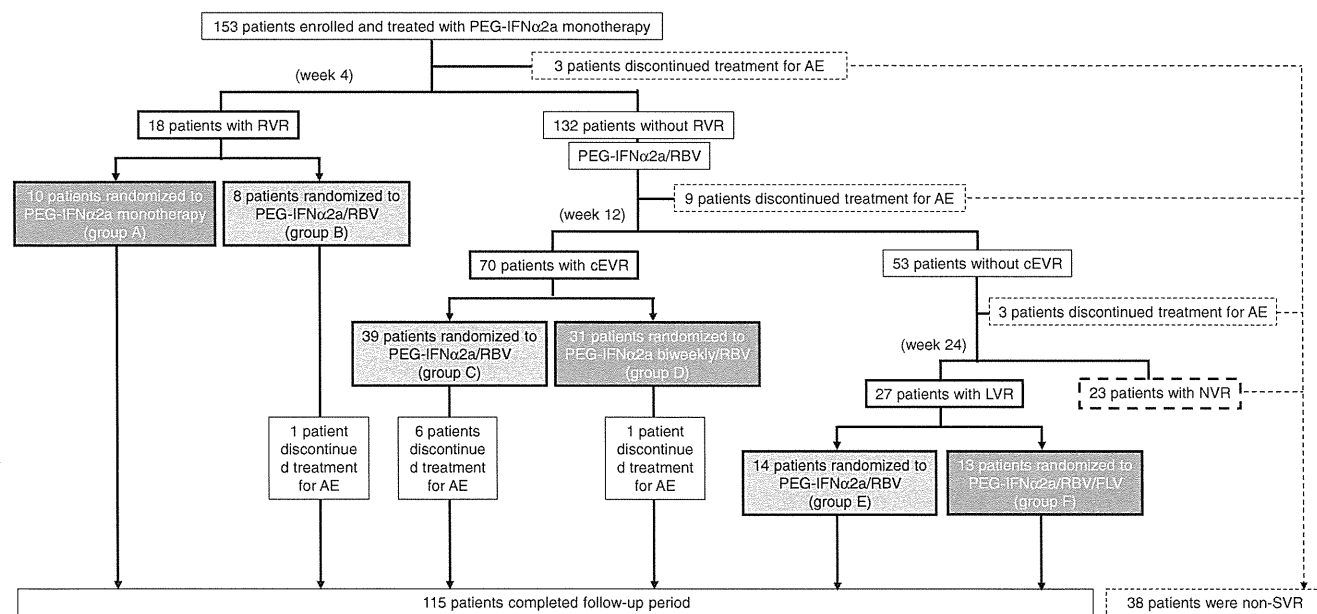 153 patients enrolled and treated with PEG-IFNα2a monotherapy
3 patients discontinued treatment for AE
(week 4)
18 patients with RVR
132 patients without RVR
PEG-IFNα2a/RBV
10 patients randomized to
PEG-IFNα2a monotherapy
(group A)
8 patients randomized to
PEG-IFNα2a/RBV
(group B)
9 patients discontinued treatment for AE
(week 12)
70 patients with cEVR
53 patients without cEVR
3 patients discontinued treatment for AE
39 patients randomized to
PEG-IFNα2a/RBV
(group C)
31 patients randomized to
PEG-IFNα2a biweekly/RBV
(group D)
(week 24)
27 patients with LVR
23 patients with NVR
1 patient
discontinue
d treatment
for AE
6 patients
discontinue
d treatment
for AE
1 patient
discontinue
d treatment
for AE
14 patients randomized to
PEG-IFNα2a/RBV
(group E)
13 patients randomized to
PEG-IFNα2a/RBV/FLV
(group F)
115 patients completed follow-up period
38 patients were non-SVR